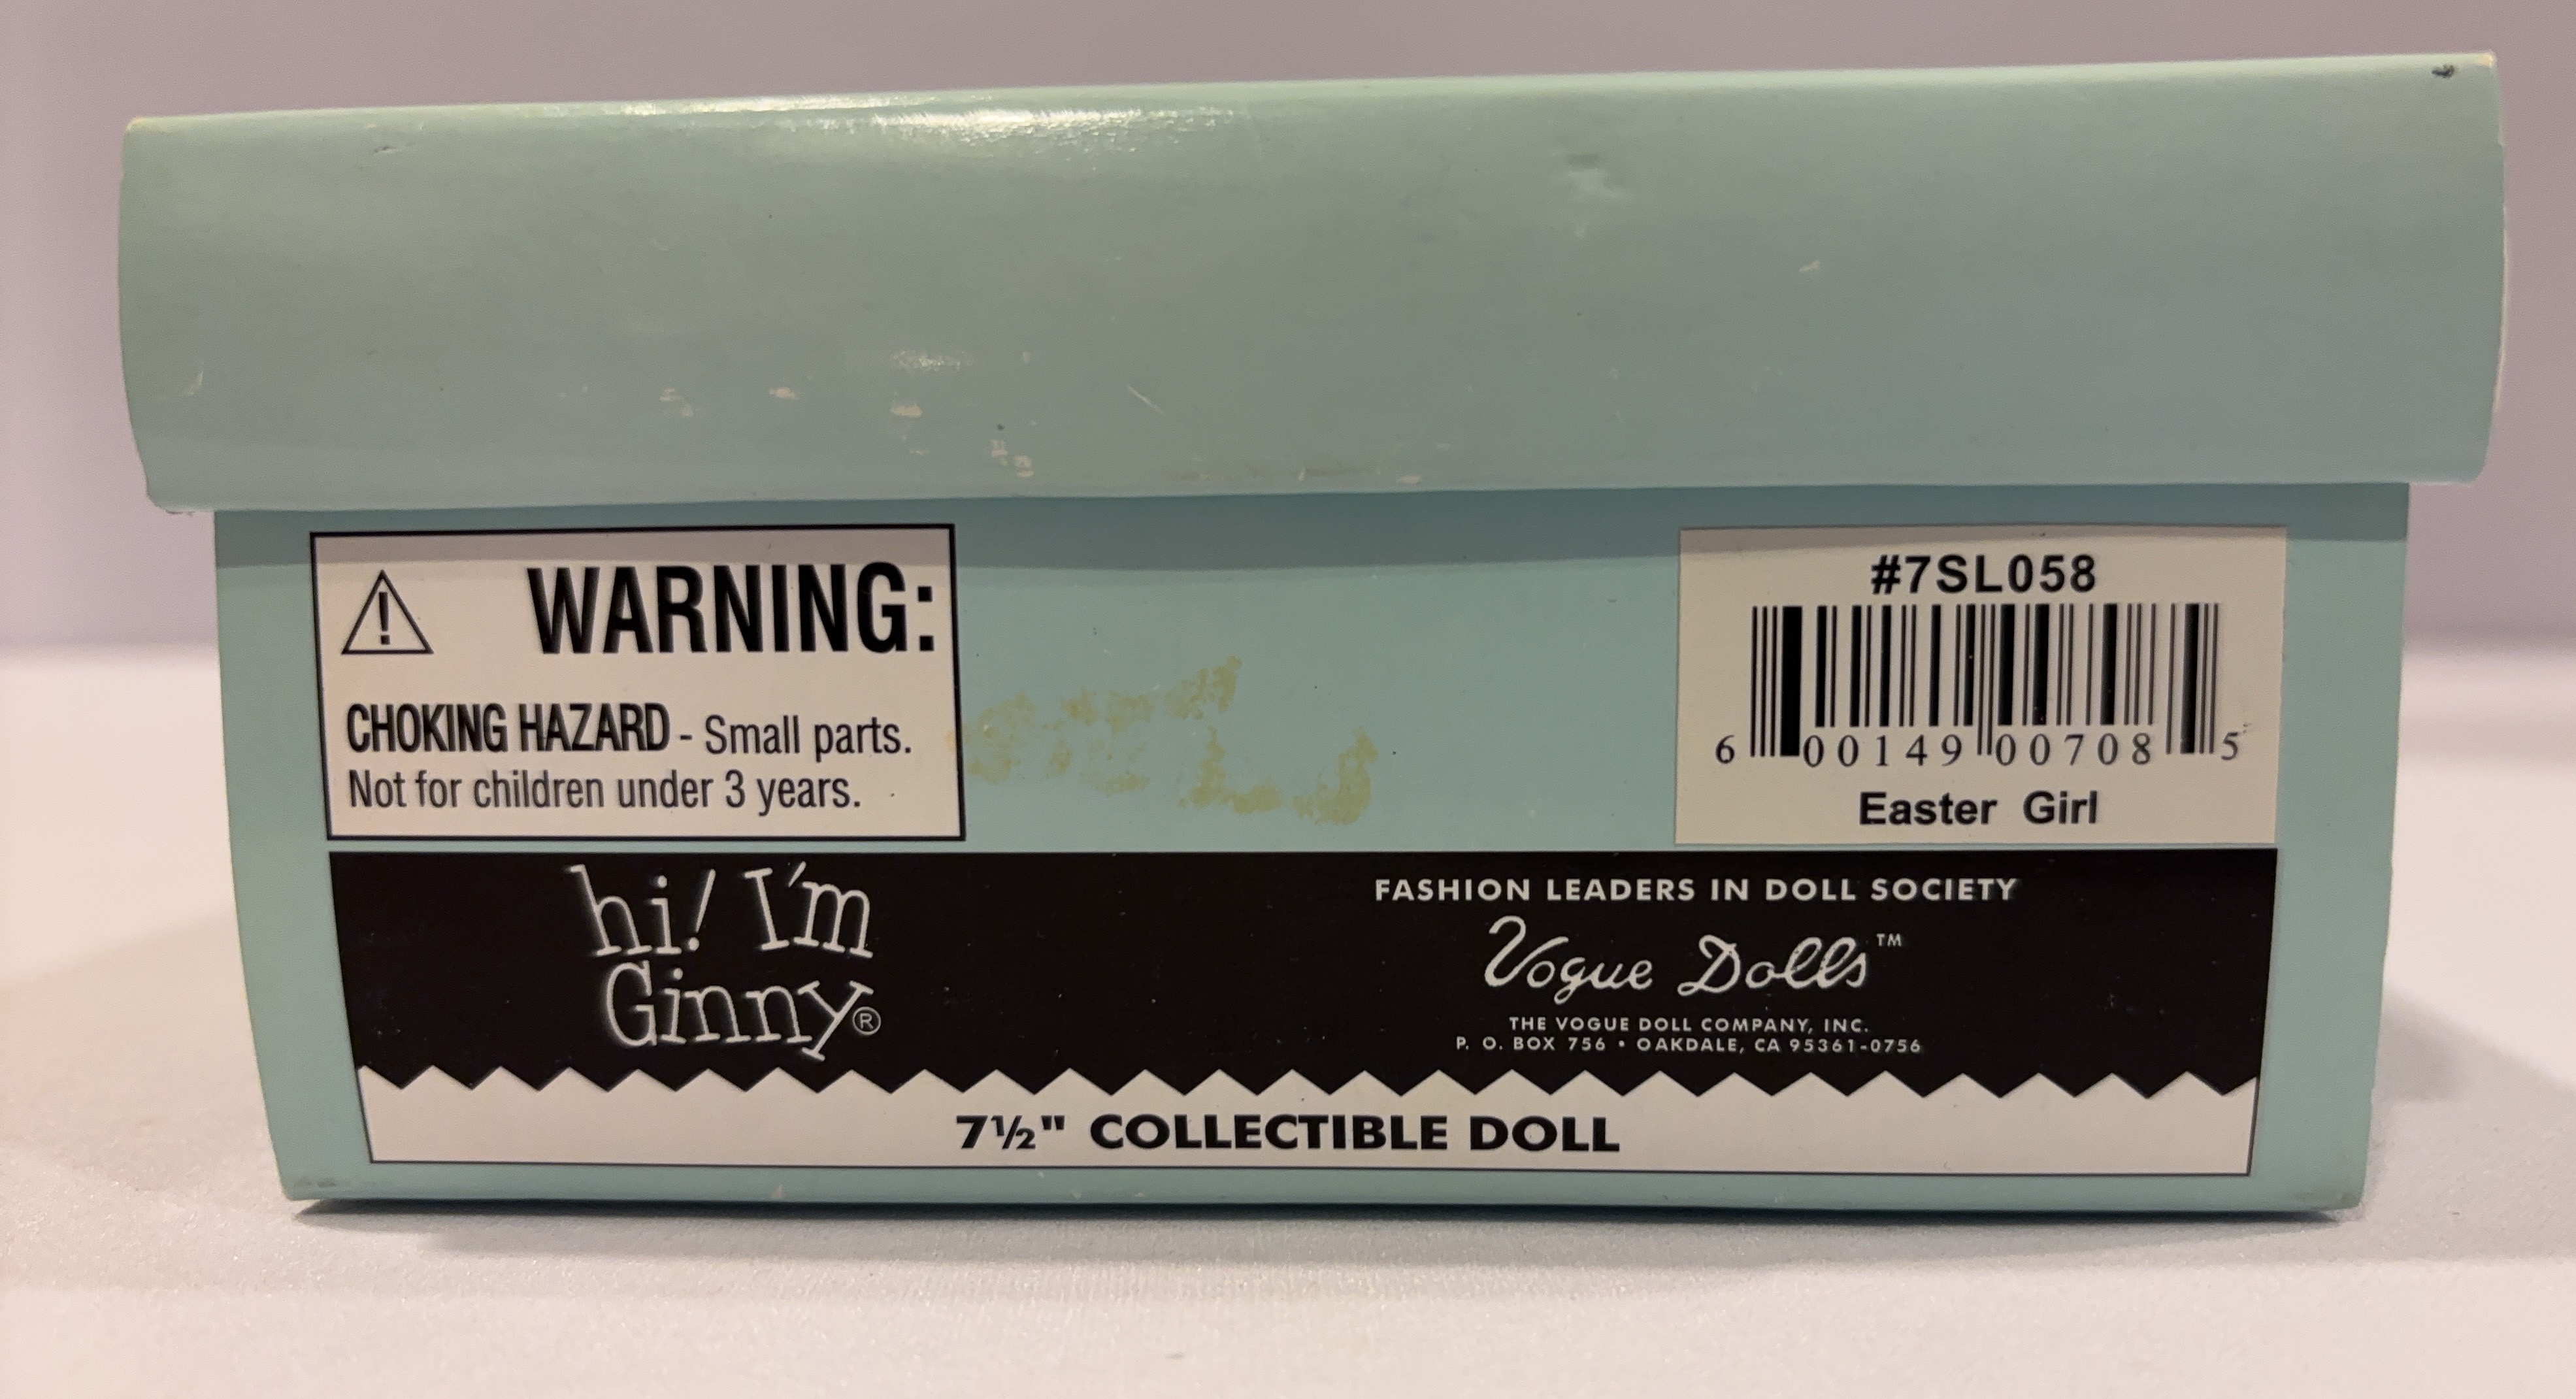 WARNING:
CHOKING HAZARD - Small parts.
Not for children under 3 years.
#7SL058
6 00149 00708 5
Easter Girl
hi! I'm
Ginny®
FASHION LEADERS IN DOLL SOCIETY
Vogue Dolls™
THE VOGUE DOLL COMPANY, INC.
P. O. BOX 756 • OAKDALE, CA 95361-0756
7½" COLLECTIBLE DOLL